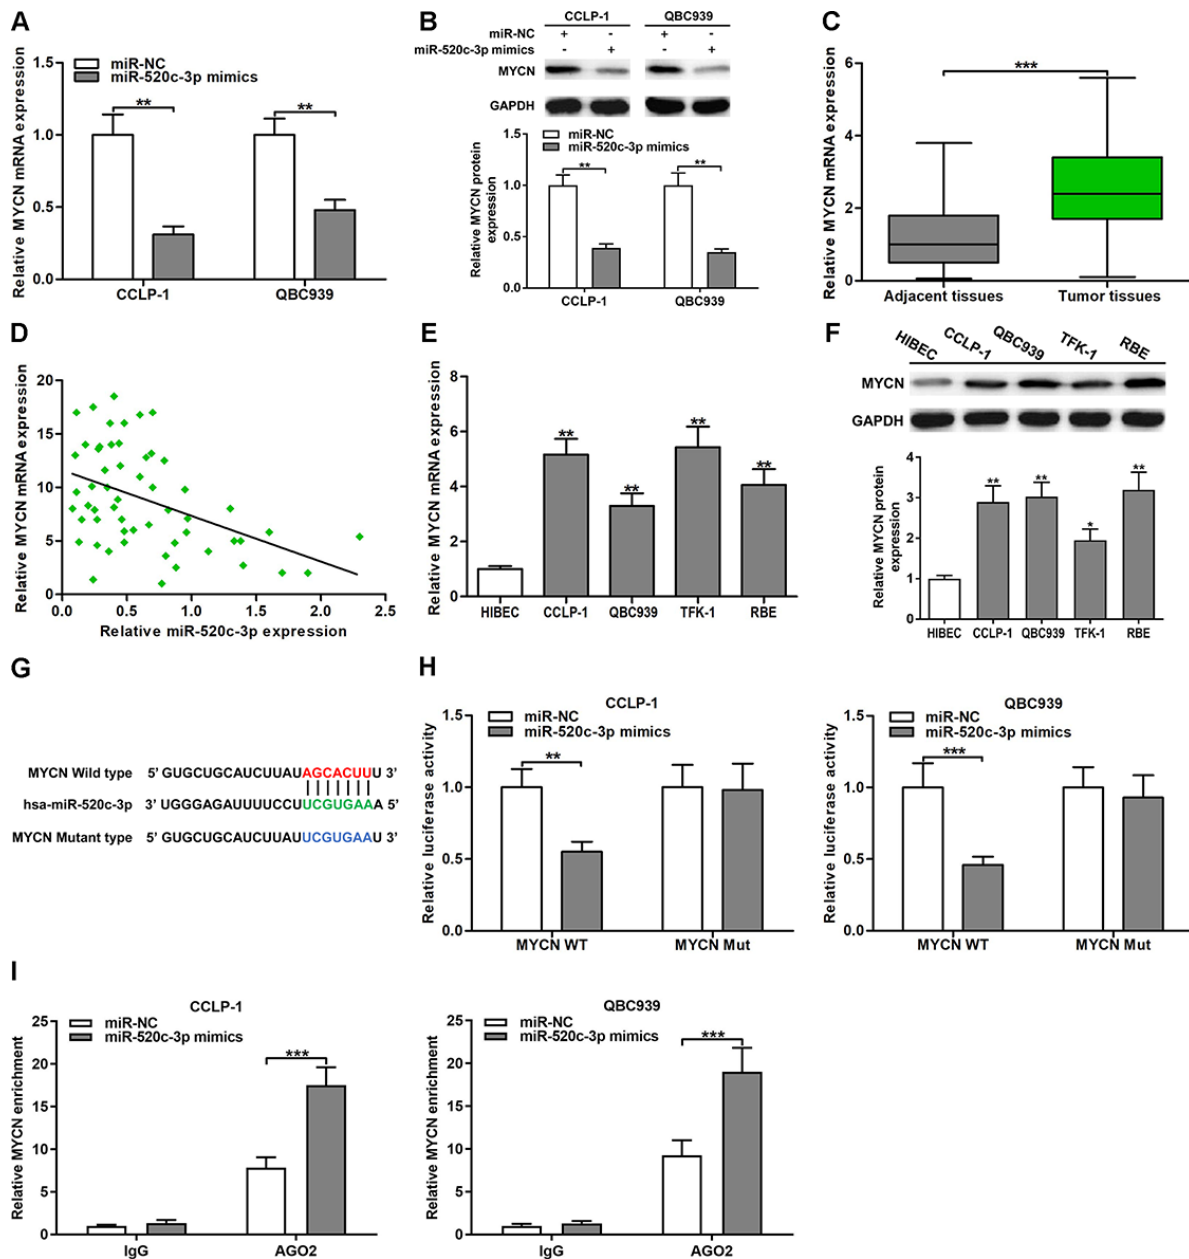 A
Relative MYCN mRNA expression
1.5
1.0
0.5
0.0
miR-NC
miR-520c-3p mimics
**
**
CCLP-1
QBC939
B
CCLP-1
QBC939
miR-NC
+
-
+
-
miR-520c-3p mimics
-
+
-
+
MYCN
GAPDH
Relative MYCN protein
expression
1.5
1.0
0.5
0.0
miR-NC
miR-520c-3p mimics
**
**
CCLP-1
QBC939
C
Relative MYCN mRNA expression
6
4
2
0
***
Adjacent tissues
Tumor tissues
D
Relative MYCN mRNA expression
20
15
10
5
0
0.0
0.5
1.0
1.5
2.0
2.5
Relative miR-520c-3p expression
E
Relative MYCN mRNA expression
8
6
4
2
0
**
**
**
**
HIBEC
CCLP-1
QBC939
TFK-1
RBE
F
HIBEC
CCLP-1
QBC939
TFK-1
RBE
MYCN
GAPDH
Relative MYCN protein
expression
4
3
2
1
0
**
**
*
**
HIBEC
CCLP-1
QBC939
TFK-1
RBE
G
MYCN Wild type 5' GUGCUGCAUCUUAUAGCACUUU 3'
hsa-miR-520c-3p 3' UGGGAGAUUUUCCUUCGUGAAA 5'
MYCN Mutant type 5' GUGCUGCAUCUUAUUCGUGAAU 3'
H
CCLP-1
Relative luciferase activity
1.5
1.0
0.5
0.0
miR-NC
miR-520c-3p mimics
**
MYCN WT
MYCN Mut
QBC939
Relative luciferase activity
1.5
1.0
0.5
0.0
miR-NC
miR-520c-3p mimics
***
MYCN WT
MYCN Mut
I
CCLP-1
Relative MYCN enrichment
25
20
15
10
5
0
miR-NC
miR-520c-3p mimics
***
IgG
AGO2
QBC939
Relative MYCN enrichment
25
20
15
10
5
0
miR-NC
miR-520c-3p mimics
***
IgG
AGO2